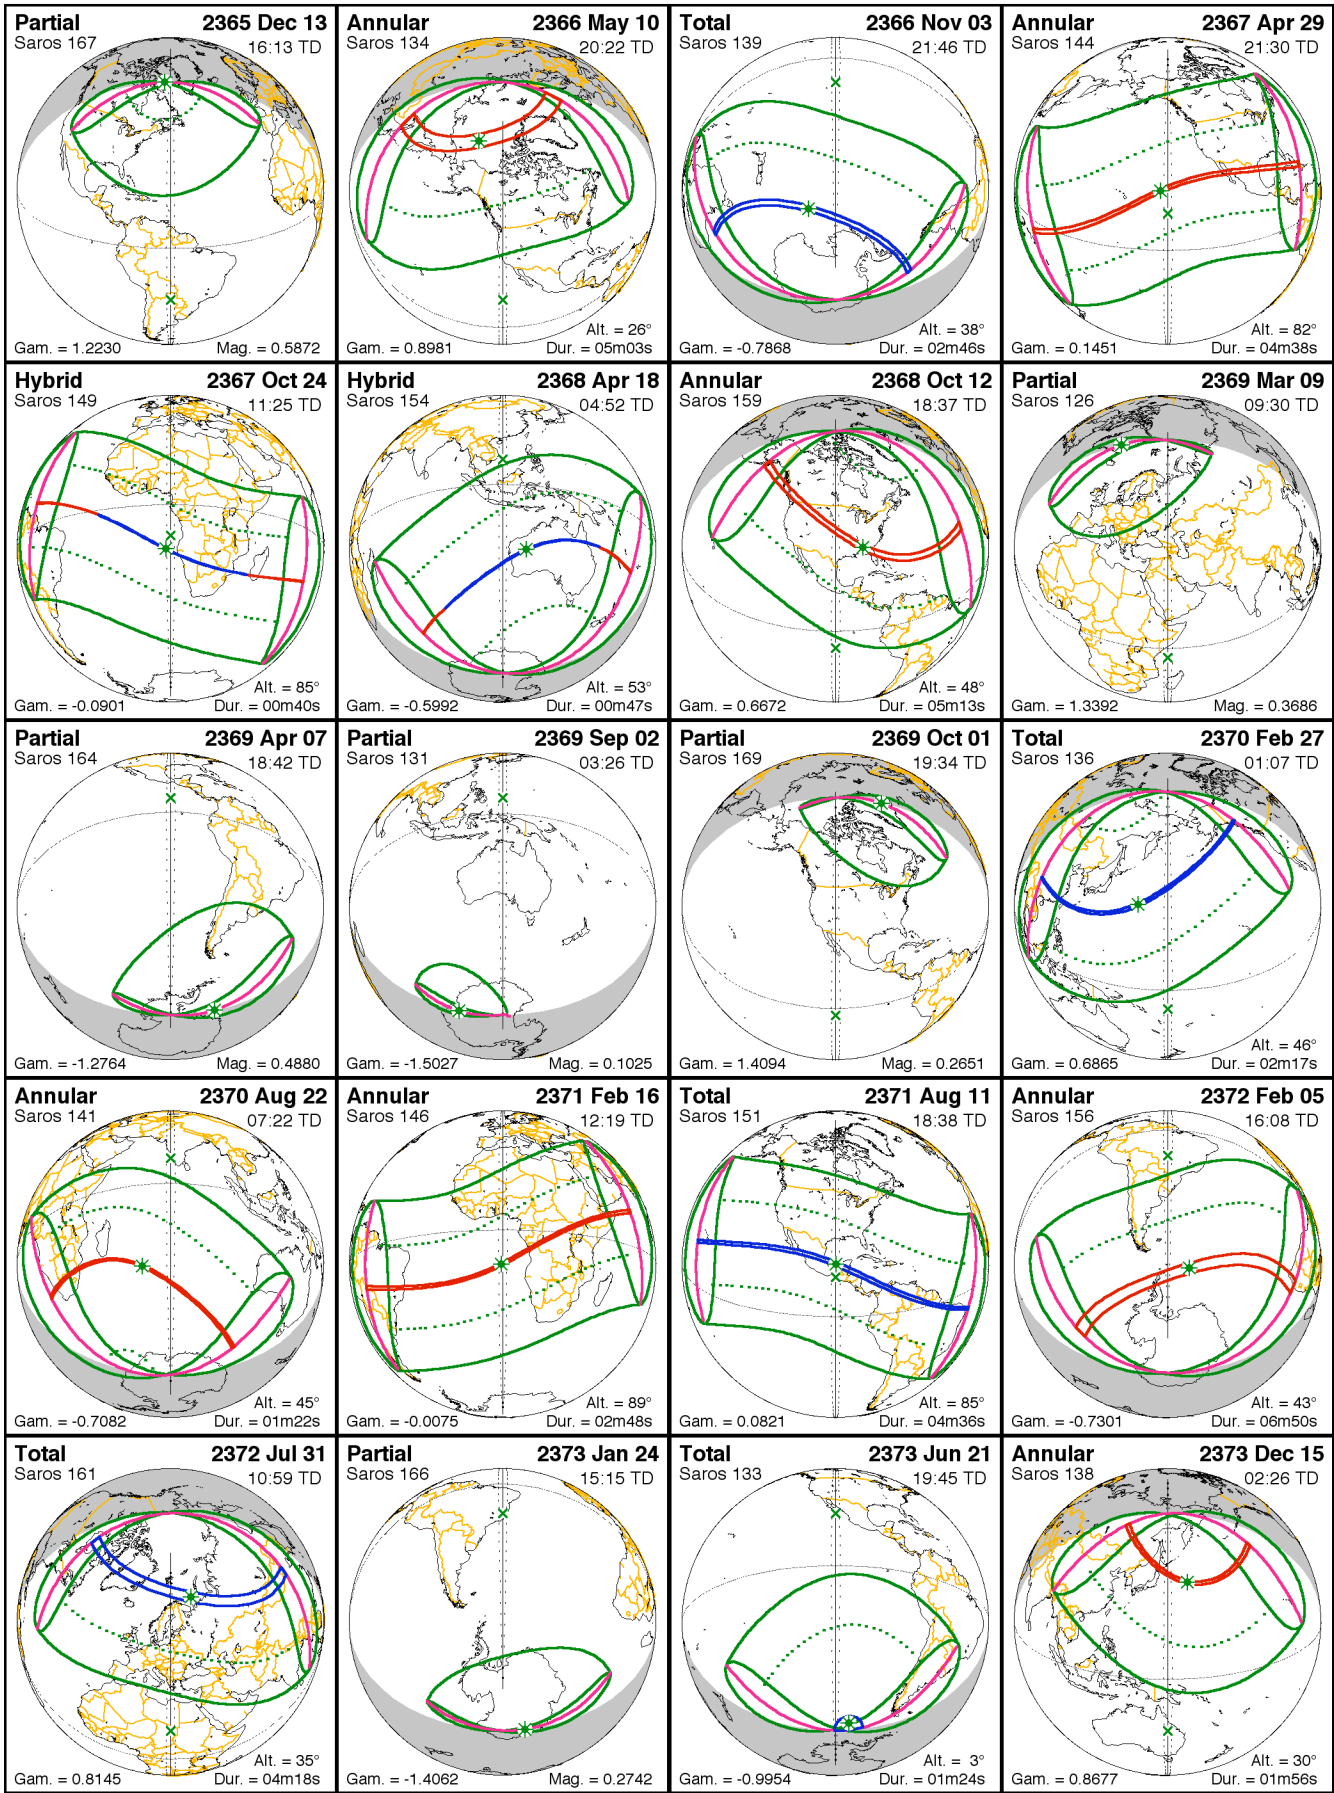 Partial 2365 Dec 13
Saros 167 16:13 TD
Gam. = 1.2230 Mag. = 0.5872
Annular 2366 May 10
Saros 134 20:22 TD
Alt. = 26°
Gam. = 0.8981 Dur. = 05m03s
Total 2366 Nov 03
Saros 139 21:46 TD
Alt. = 38°
Gam. = -0.7868 Dur. = 02m46s
Annular 2367 Apr 29
Saros 144 21:30 TD
Alt. = 82°
Gam. = 0.1451 Dur. = 04m38s
Hybrid 2367 Oct 24
Saros 149 11:25 TD
Alt. = 85°
Gam. = -0.0901 Dur. = 00m40s
Hybrid 2368 Apr 18
Saros 154 04:52 TD
Alt. = 53°
Gam. = -0.5992 Dur. = 00m47s
Annular 2368 Oct 12
Saros 159 18:37 TD
Alt. = 48°
Gam. = 0.6672 Dur. = 05m13s
Partial 2369 Mar 09
Saros 126 09:30 TD
Gam. = 1.3392 Mag. = 0.3686
Partial 2369 Apr 07
Saros 164 18:42 TD
Gam. = -1.2764 Mag. = 0.4880
Partial 2369 Sep 02
Saros 131 03:26 TD
Gam. = -1.5027 Mag. = 0.1025
Partial 2369 Oct 01
Saros 169 19:34 TD
Gam. = 1.4094 Mag. = 0.2651
Total 2370 Feb 27
Saros 136 01:07 TD
Alt. = 46°
Gam. = 0.6865 Dur. = 02m17s
Annular 2370 Aug 22
Saros 141 07:22 TD
Alt. = 45°
Gam. = -0.7082 Dur. = 01m22s
Annular 2371 Feb 16
Saros 146 12:19 TD
Alt. = 89°
Gam. = -0.0075 Dur. = 02m48s
Total 2371 Aug 11
Saros 151 18:38 TD
Alt. = 85°
Gam. = 0.0821 Dur. = 04m36s
Annular 2372 Feb 05
Saros 156 16:08 TD
Alt. = 43°
Gam. = -0.7301 Dur. = 06m50s
Total 2372 Jul 31
Saros 161 10:59 TD
Alt. = 35°
Gam. = 0.8145 Dur. = 04m18s
Partial 2373 Jan 24
Saros 166 15:15 TD
Gam. = -1.4062 Mag. = 0.2742
Total 2373 Jun 21
Saros 133 19:45 TD
Alt. = 3°
Gam. = -0.9954 Dur. = 01m24s
Annular 2373 Dec 15
Saros 138 02:26 TD
Alt. = 30°
Gam. = 0.8677 Dur. = 01m56s